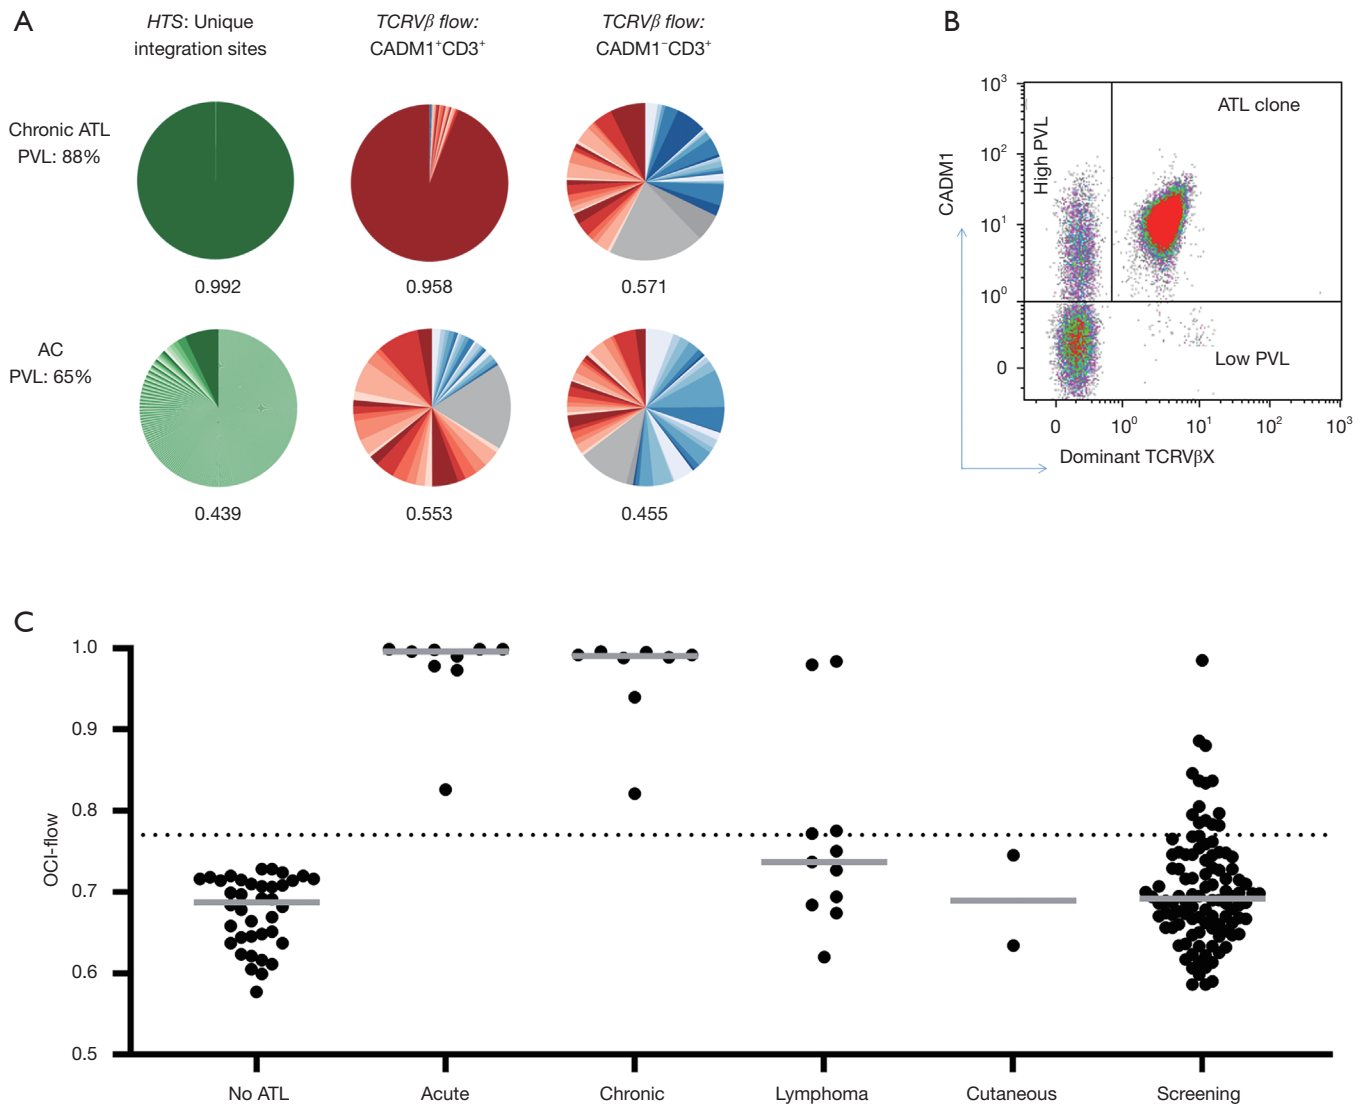 A
HTS: Unique
integration sites
TCRVβ flow:
CADM1⁺CD3⁺
TCRVβ flow:
CADM1⁻CD3⁺
Chronic ATL
PVL: 88%
0.992
0.958
0.571
AC
PVL: 65%
0.439
0.553
0.455
B
CADM1
10³
10²
10¹
10⁰
0
High PVL
ATL clone
Low PVL
0
10⁰
10¹
10²
10³
Dominant TCRVβX
C
OCI-flow
1.0
0.9
0.8
0.7
0.6
0.5
No ATL
Acute
Chronic
Lymphoma
Cutaneous
Screening